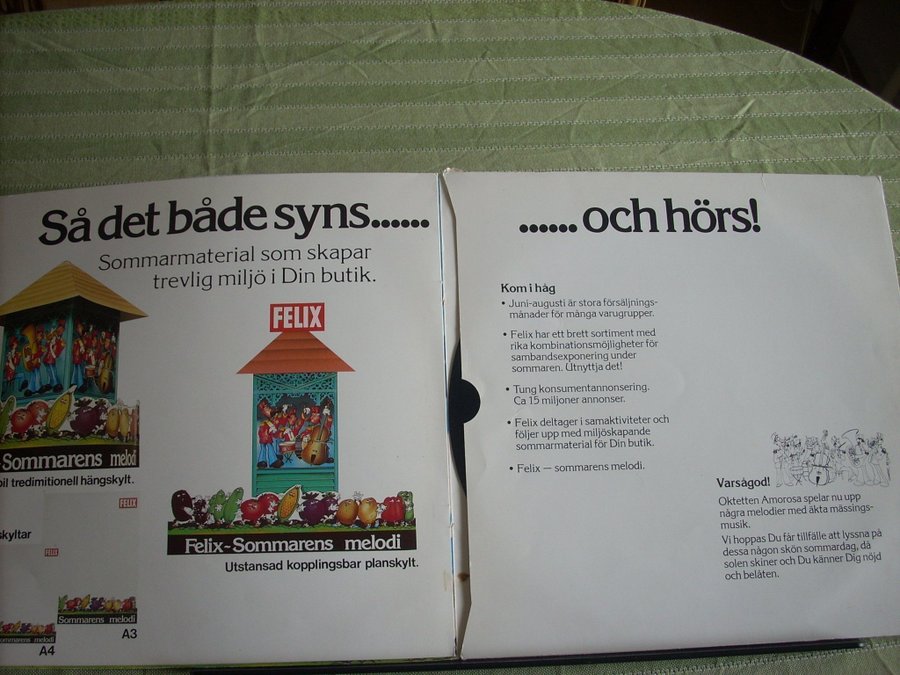 Så det både syns......
Sommarmaterial som skapar
trevlig miljö i Din butik.
FELIX
Sommarens melodi
bil tredimitionell hängskylt.
FELIX
skyltar
FELIX
Sommarens melodi
A3
ommarens melodi
A4
Felix-Sommarens melodi
Utstansad kopplingsbar planskylt.
...... och hörs!
Kom i håg
• Juni-augusti är stora försäljnings-
månader för många varugrupper.
• Felix har ett brett sortiment med
rika kombinationsmöjligheter för
sambandsexponering under
sommaren. Utnyttja det!
• Tung konsumentannonsering.
Ca 15 miljoner annonser.
• Felix deltager i samaktiviteter och
följer upp med miljöskapande
sommarmaterial för Din butik.
• Felix — sommarens melodi.
Varsågod!
Oktetten Amorosa spelar nu upp
några melodier med äkta mässings-
musik.
Vi hoppas Du får tillfälle att lyssna på
dessa någon skön sommardag, då
solen skiner och Du känner Dig nöjd
och belåten.